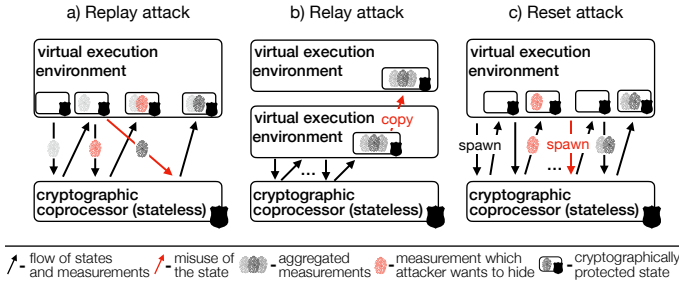 a) Replay attack
b) Relay attack
c) Reset attack
virtual execution
environment
cryptographic
coprocessor (stateless)
virtual execution
environment
virtual execution
environment
copy
...
cryptographic
coprocessor (stateless)
virtual execution
environment
spawn
spawn
...
cryptographic
coprocessor (stateless)
- flow of states
and measurements
- misuse of
the state
- aggregated
measurements
- measurement which
attacker wants to hide
- cryptographically
protected state